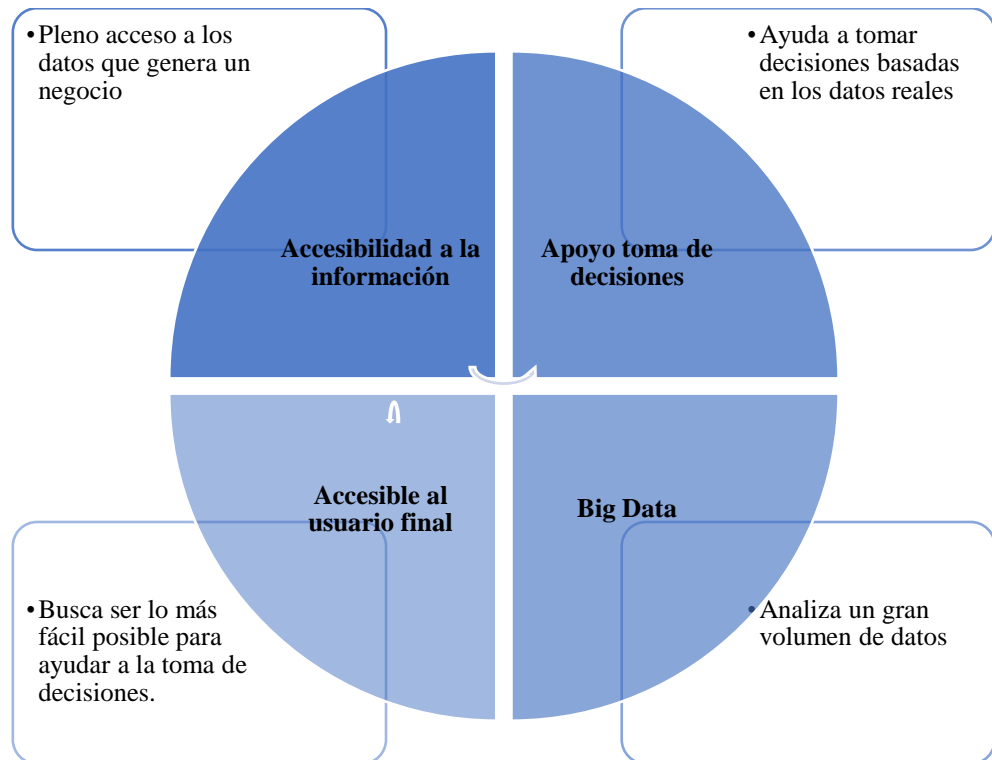 •Pleno acceso a los
datos que genera un
negocio
•Ayuda a tomar
decisiones basadas
en los datos reales
Accesibilidad a la
información
Apoyo toma de
decisiones
Accesible al
usuario final
Big Data
•Busca ser lo más
fácil posible para
ayudar a la toma de
decisiones.
•Analiza un gran
volumen de datos